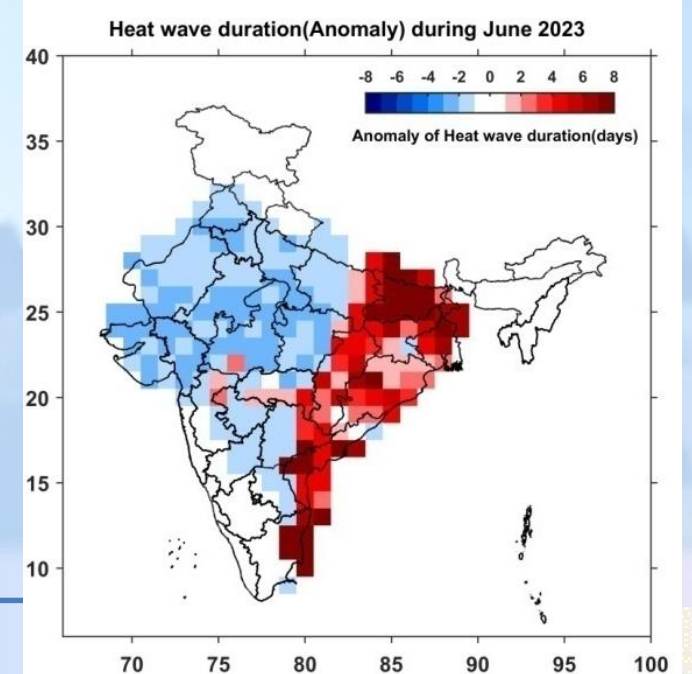 Heat wave duration(Anomaly) during June 2023
-8 -6 -4 -2 0 2 4 6 8
Anomaly of Heat wave duration(days)
40
35
30
25
20
15
10
70 75 80 85 90 95 100